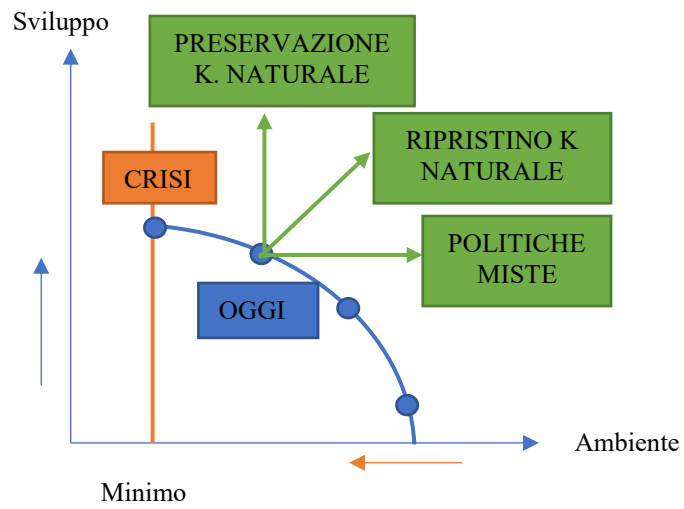 Sviluppo
PRESERVAZIONE
K. NATURALE
RIPRISTINO K
NATURALE
CRISI
POLITICHE
MISTE
OGGI
Ambiente
Minimo